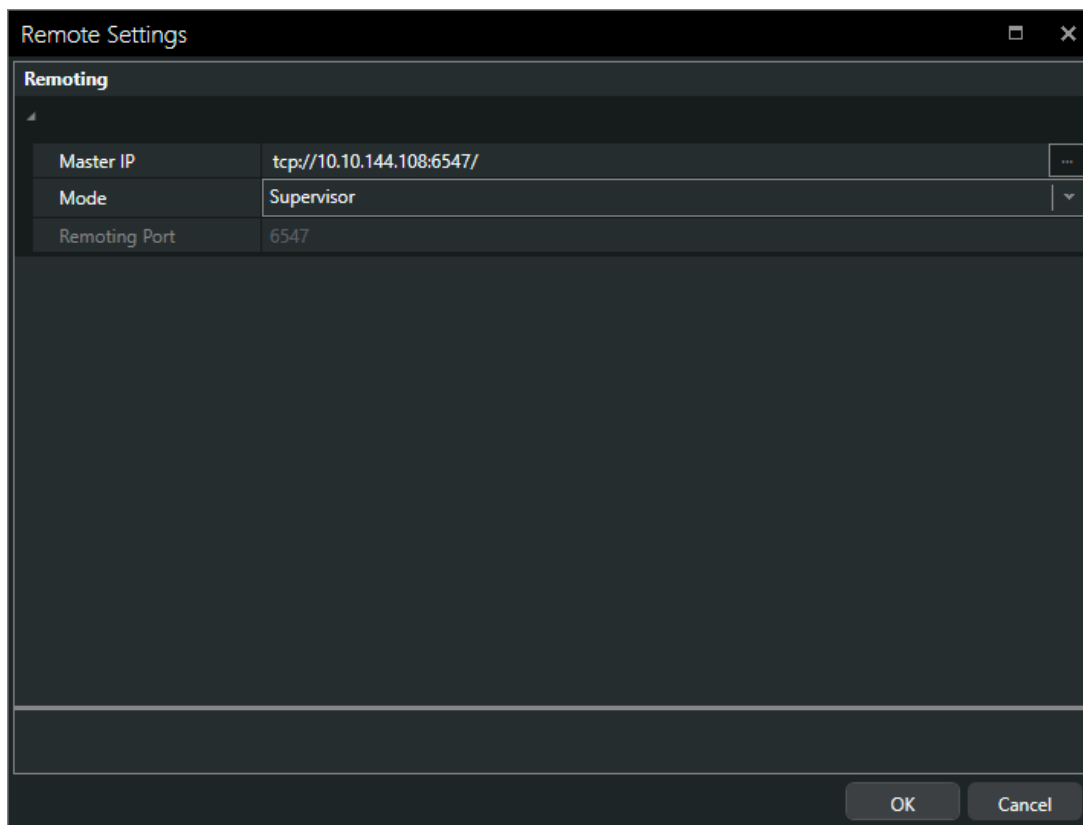 Remote Settings
Remoting
Master IP tcp://10.10.144.108:6547/ ...
Mode Supervisor
Remoting Port 6547
OK Cancel